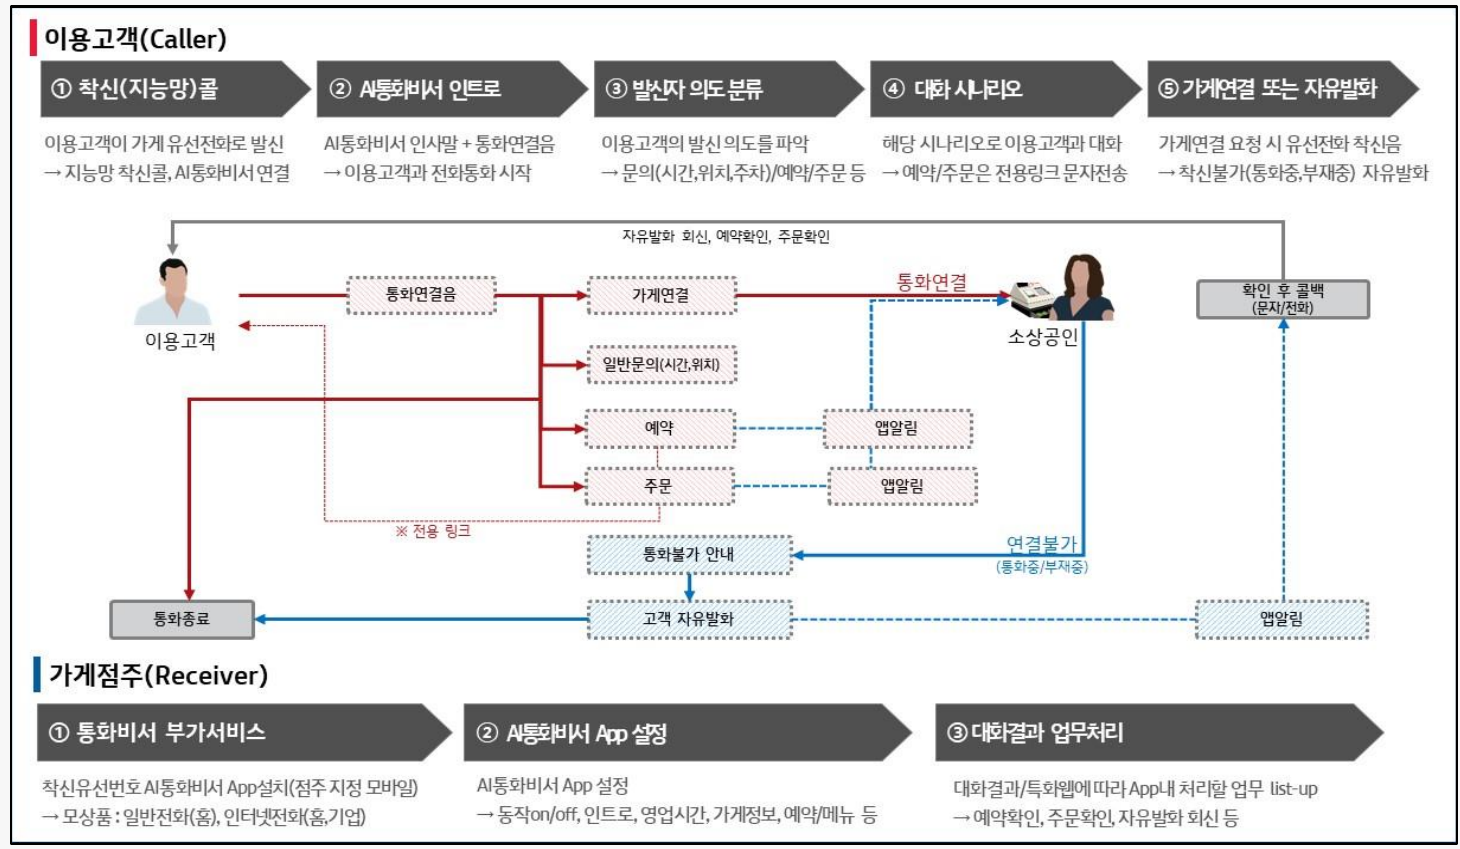 이용고객(Caller)
① 착신(지능망)콜
② AI통화비서 인트로
③ 발신자 의도 분류
④ 대화 시나리오
⑤ 가게연결 또는 자유발화
이용고객이 가게 유선전화로 발신
→ 지능망 착신콜, AI통화비서 연결
AI통화비서 인사말 + 통화연결음
→ 이용고객과 전화통화 시작
이용고객의 발신 의도를 파악
→ 문의(시간,위치,주차)/예약/주문 등
해당 시나리오로 이용고객과 대화
→ 예약/주문은 전용링크 문자전송
가게연결 요청 시 유선전화 착신음
→ 착신불가(통화중,부재중) 자유발화
자유발화 회신, 예약확인, 주문확인
이용고객
통화연결음
가게연결
통화연결
소상공인
확인 후 콜백
(문자/전화)
일반문의(시간,위치)
예약
앱알림
주문
앱알림
※ 전용 링크
통화불가 안내
연결불가
(통화중/부재중)
통화종료
고객 자유발화
앱알림
가게점주(Receiver)
① 통화비서 부가서비스
② AI통화비서 App 설정
③ 대화결과 업무처리
착신유선번호 AI통화비서 App설치(점주 지정 모바일)
→ 모상품 : 일반전화(홈), 인터넷전화(홈,기업)
AI통화비서 App 설정
→ 동작on/off, 인트로, 영업시간, 가게정보, 예약/메뉴 등
대화결과/특화웹에 따라 App내 처리할 업무 list-up
→ 예약확인, 주문확인, 자유발화 회신 등